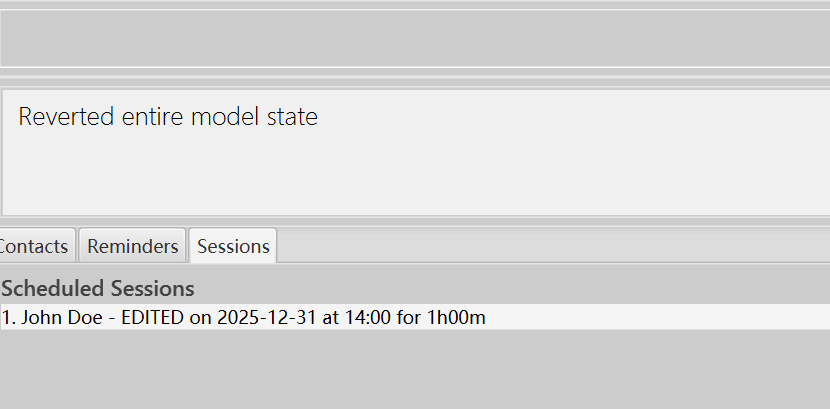 Reverted entire model state
Contacts Reminders Sessions
Scheduled Sessions
1. John Doe - EDITED on 2025-12-31 at 14:00 for 1h00m